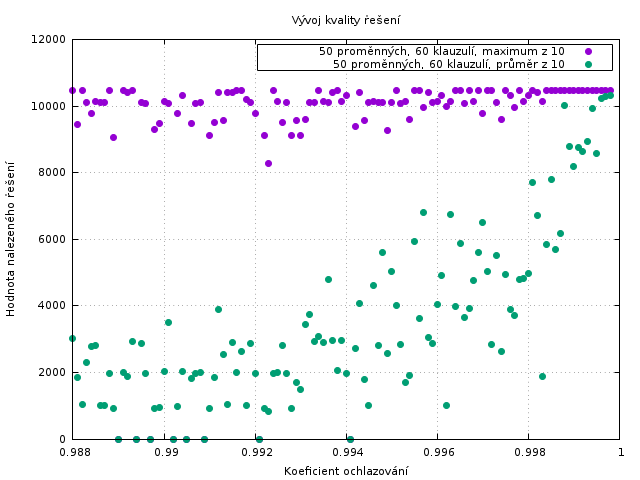 Vývoj kvality řešení
50 proměnných, 60 klauzulí, maximum z 10
50 proměnných, 60 klauzulí, průměr z 10
12000
10000
8000
6000
4000
2000
0
Hodnota nalezeného řešení
0.988
0.99
0.992
0.994
0.996
0.998
1
Koeficient ochlazování